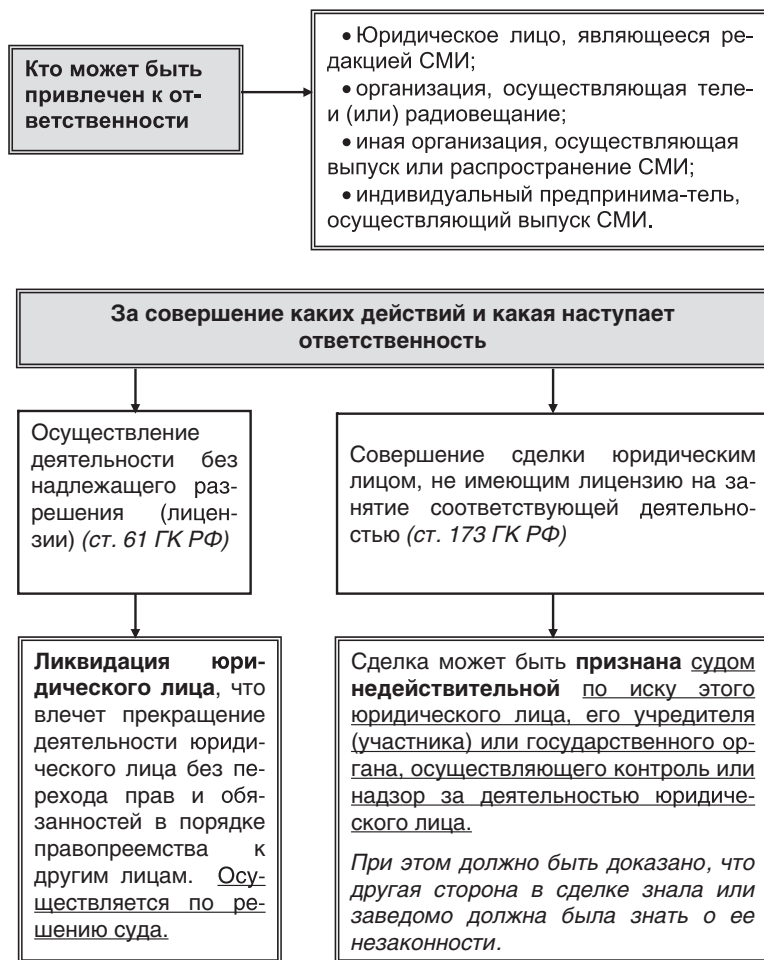 Кто может быть
привлечен к от-
ветственности
• Юридическое лицо, являющееся ре-
дакцией СМИ;
• организация, осуществляющая теле-
и (или) радиовещание;
• иная организация, осуществляющая
выпуск или распространение СМИ;
• индивидуальный предпринима-тель,
осуществляющий выпуск СМИ.
За совершение каких действий и какая наступает
ответственность
Осуществление
деятельности без
надлежащего раз-
решения (лицен-
зии) (ст. 61 ГК РФ)
Совершение сделки юридическим
лицом, не имеющим лицензию на за-
нятие соответствующей деятельно-
стью (ст. 173 ГК РФ)
Ликвидация юри-
дического лица, что
влечет прекращение
деятельности юриди-
ческого лица без пе-
рехода прав и обя-
занностей в порядке
правопреемства к
другим лицам. Осу-
ществляется по ре-
шению суда.
Сделка может быть признана судом
недействительной по иску этого
юридического лица, его учредителя
(участника) или государственного ор-
гана, осуществляющего контроль или
надзор за деятельностью юридиче-
ского лица.
При этом должно быть доказано, что
другая сторона в сделке знала или
заведомо должна была знать о ее
незаконности.